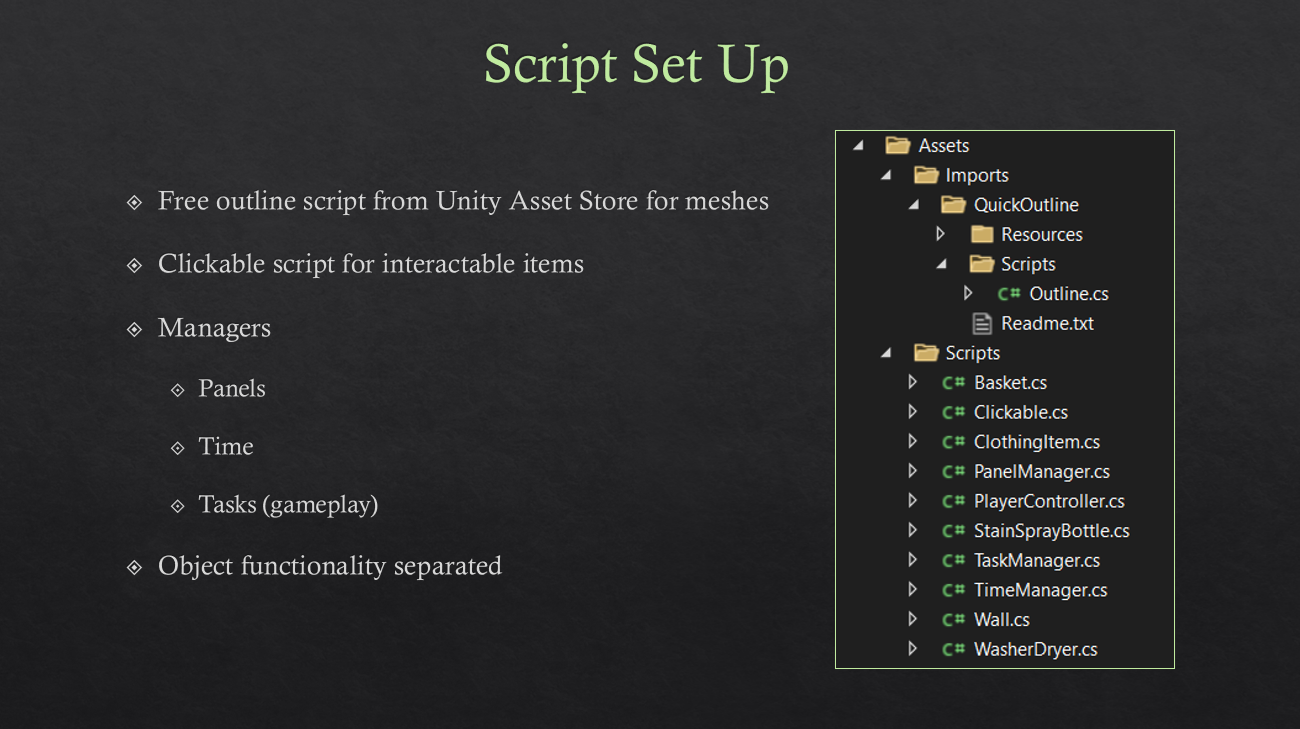 Script Set Up
Free outline script from Unity Asset Store for meshes
Clickable script for interactable items
Managers
Panels
Time
Tasks (gameplay)
Object functionality separated
Assets
Imports
QuickOutline
Resources
Scripts
C# Outline.cs
Readme.txt
Scripts
C# Basket.cs
C# Clickable.cs
C# ClothingItem.cs
C# PanelManager.cs
C# PlayerController.cs
C# StainSprayBottle.cs
C# TaskManager.cs
C# TimeManager.cs
C# Wall.cs
C# WasherDryer.cs